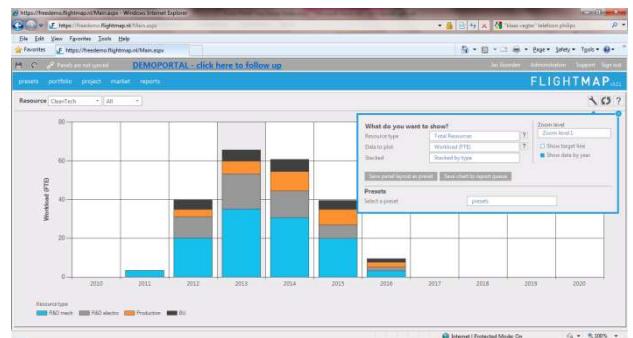 https://freedemo.flightmap.nl/Main.aspx - Windows Internet Explorer
https://freedemo.flightmap.nl/Main.aspx
"klaas vegter" telefoon philips
File Edit View Favorites Tools Help
Favorites https://freedemo.flightmap.nl/Main.aspx
Page Safety Tools
Panels are not synced DEMOPORTAL - click here to follow up Administration Support Sign out
presets portfolio project market reports FLIGHTMAP
Resource CleanTech All
What do you want to show?
Resource type Total Resources ?
Data to plot Workload (FTE) ?
Stacked Stacked by type
Zoom level
Zoom level 1
Show target line
Show data by year
Save panel layout as preset Save chart to report queue
Presets
Select a preset presets
Workload (FTE)
80
60
40
20
0
2010 2011 2012 2013 2014 2015 2016 2017 2018 2019 2020
Resource type
R&D mech R&D electro Production BU
Internet | Protected Mode: On 100%